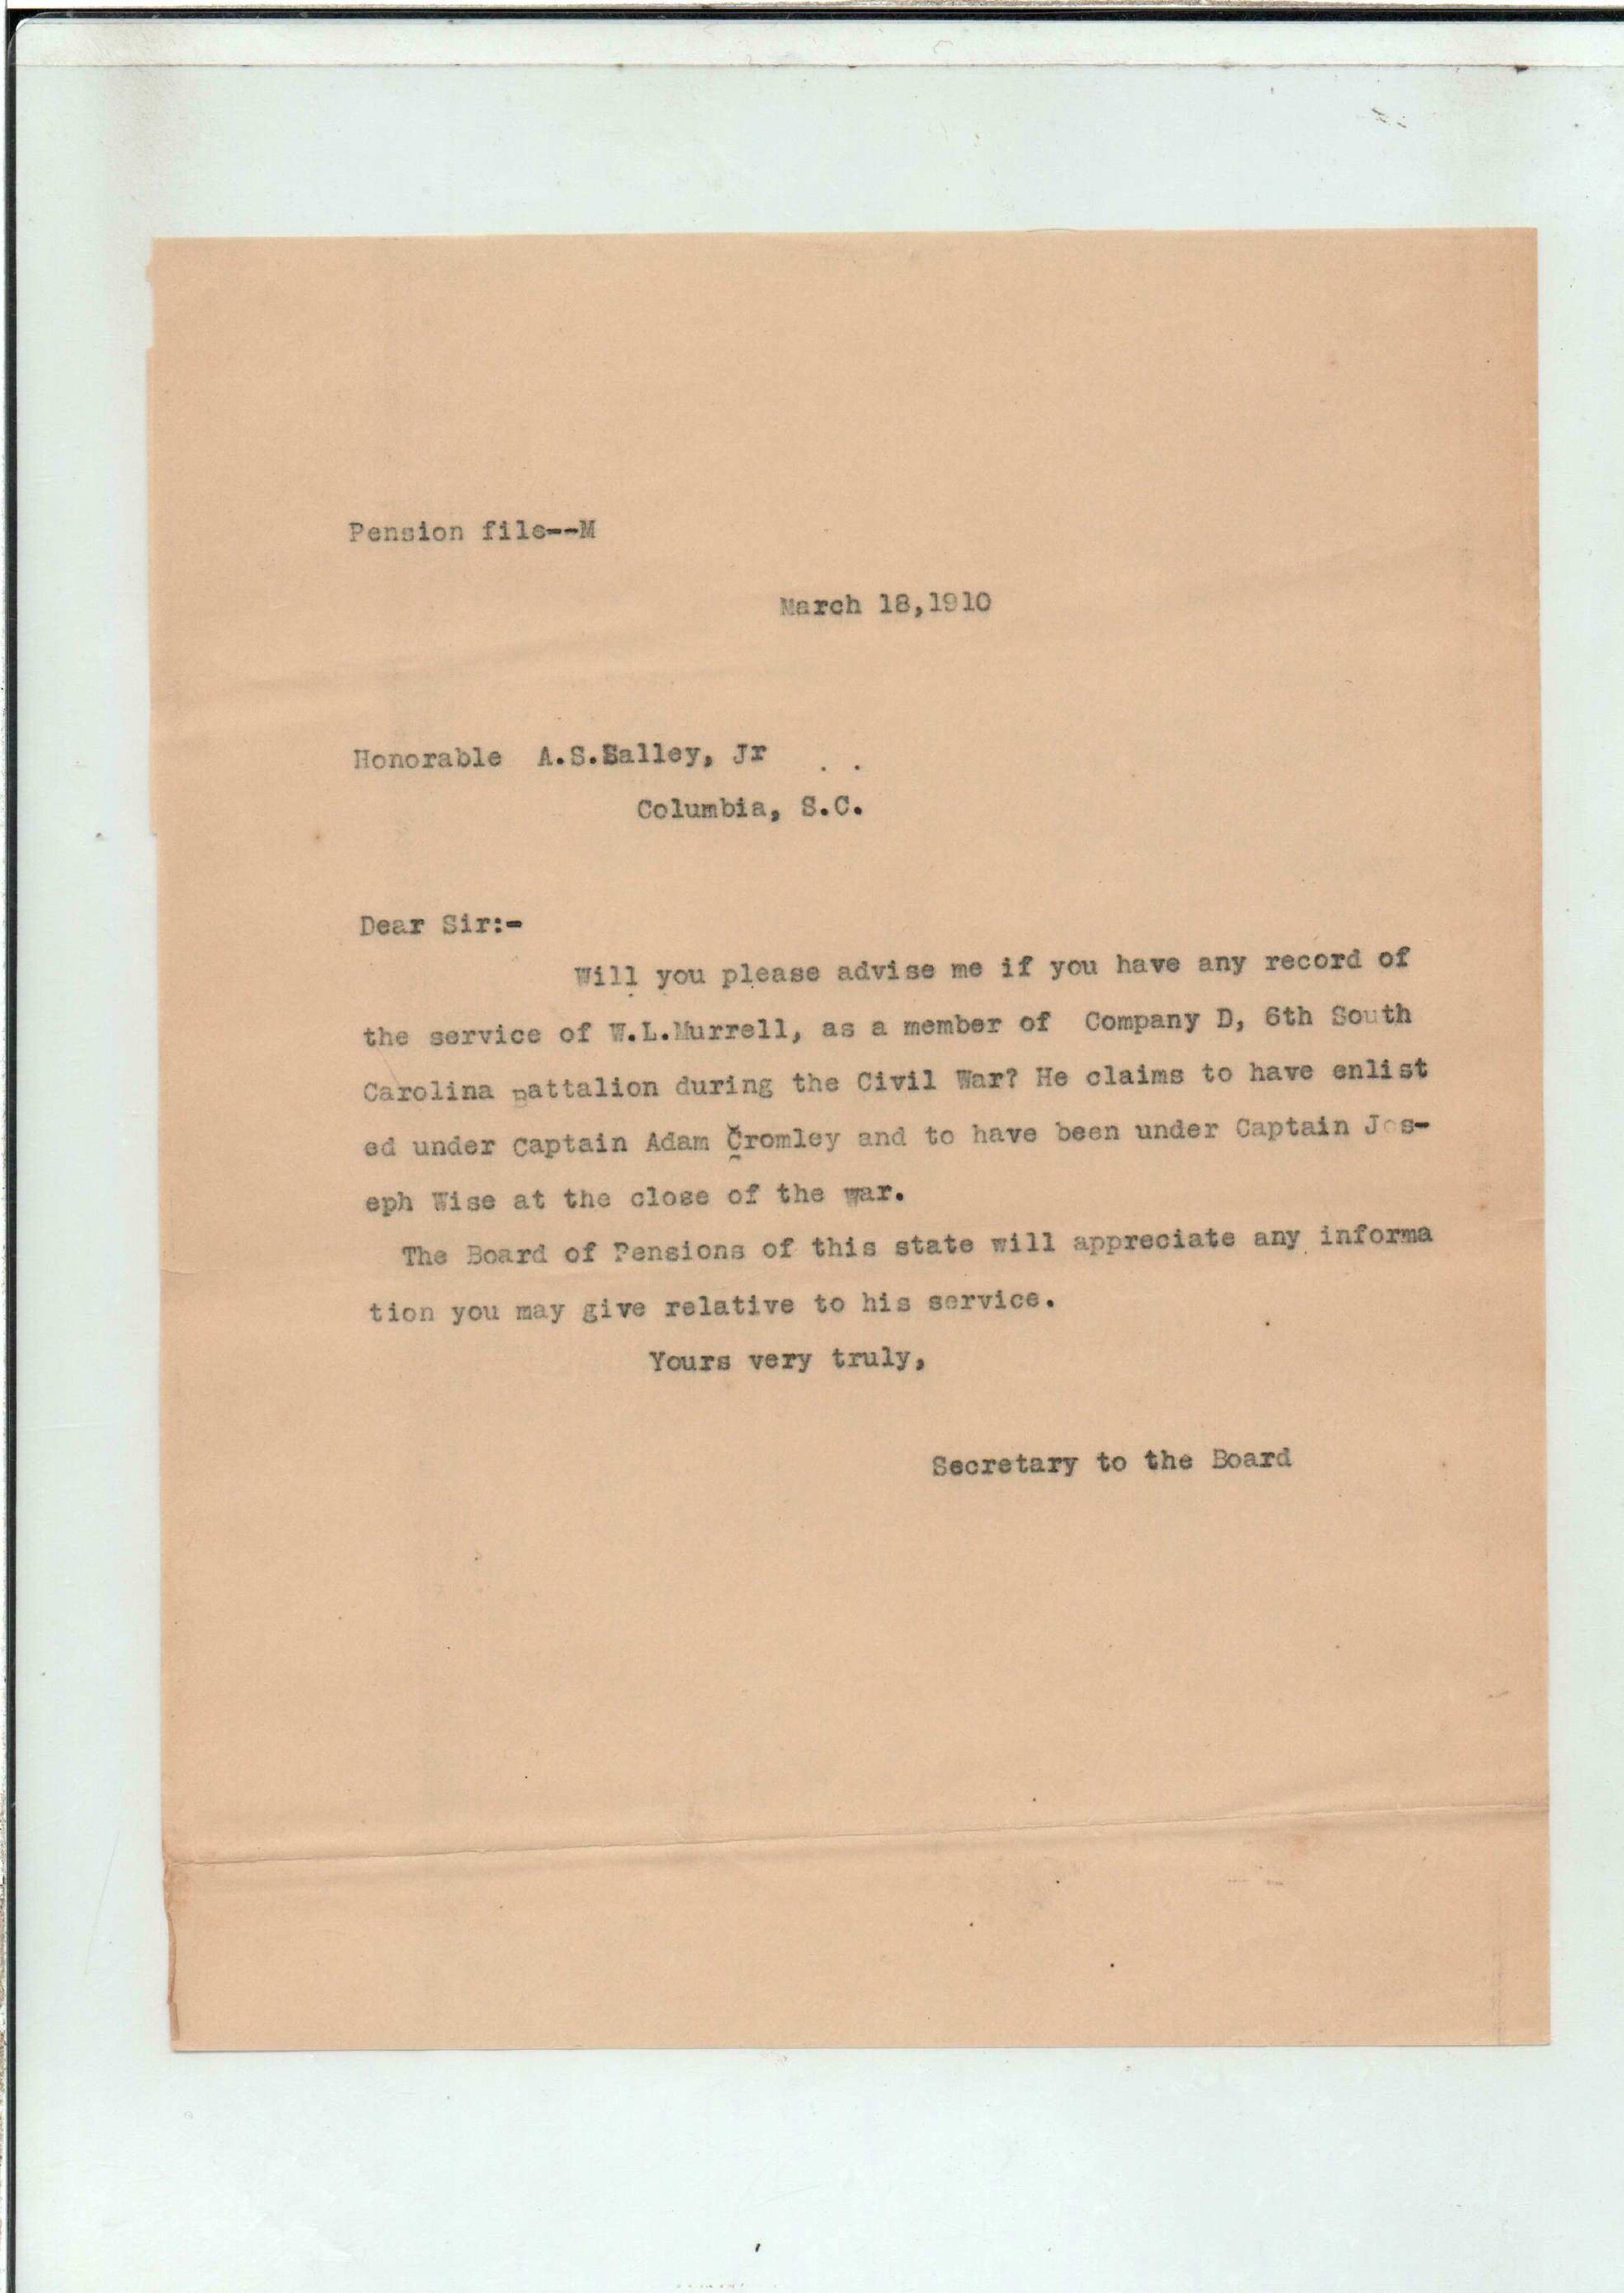 Pension file--M
March 18,1910
Honorable A.S.Salley, Jr . .
Columbia, S.C.
Dear Sir:-
Will you please advise me if you have any record of
the service of W.L.Murrell, as a member of Company D, 6th South
Carolina Battalion during the Civil War? He claims to have enlist
ed under Captain Adam Cromley and to have been under Captain Jos-
eph Wise at the close of the war.
The Board of Pensions of this state will appreciate any informa
tion you may give relative to his service.
Yours very truly,
Secretary to the Board